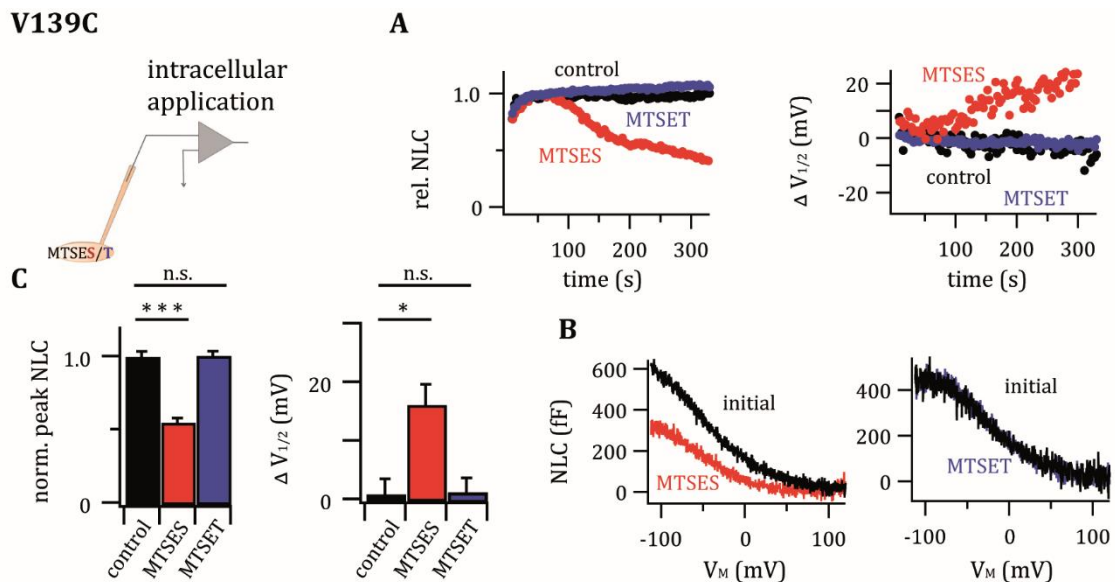 V139C
A
intracellular
application
MTSES/T
control
MTSET
MTSES
1.0
0
rel. NLC
100
200
300
time (s)
MTSES
control
MTSET
20
0
-20
Δ V1/2 (mV)
100
200
300
time (s)
C
n.s.
***
1.0
0
norm. peak NLC
control
MTSES
MTSET
n.s.
*
20
0
Δ V1/2 (mV)
control
MTSES
MTSET
B
600
400
200
0
NLC (fF)
initial
MTSES
-100
0
100
VM (mV)
400
200
0
initial
MTSET
-100
0
100
VM (mV)